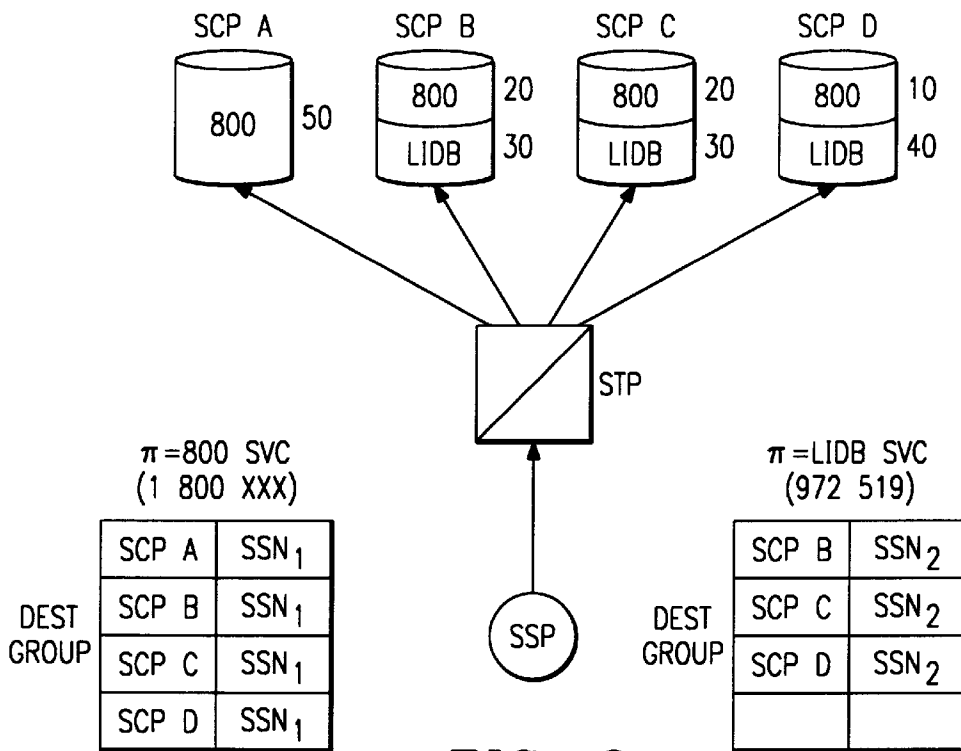 SCP A SCP B SCP C SCP D
800 50 800 20 800 20 800 10
LIDB 30 LIDB 30 LIDB 40
STP
π=800 SVC
(1 800 XXX)
π=LIDB SVC
(972 519)
DEST GROUP
SCP A SSN1
SCP B SSN1
SCP C SSN1
SCP D SSN1
SSP
DEST GROUP
SCP B SSN2
SCP C SSN2
SCP D SSN2